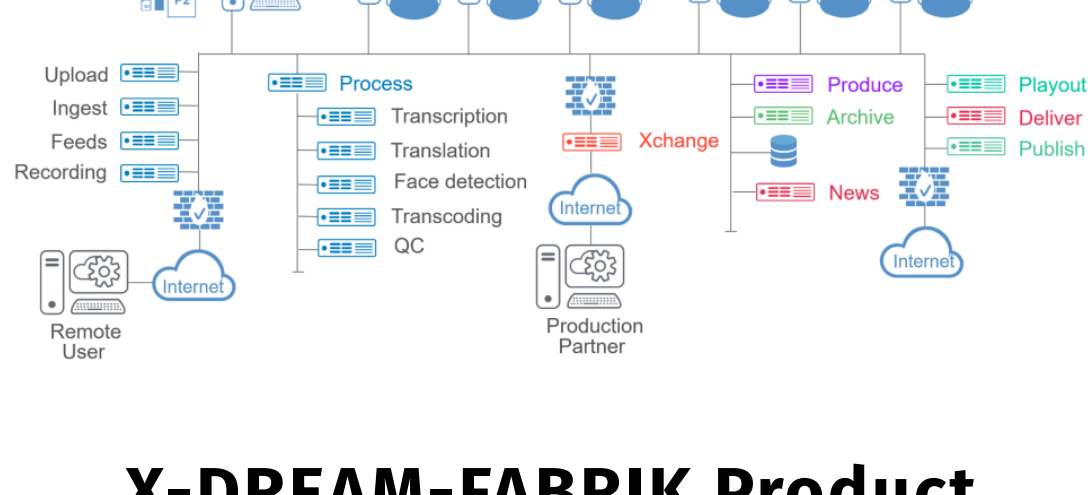 P2
Upload
Ingest
Feeds
Recording
Internet
Remote
User
Process
Transcription
Translation
Face detection
Transcoding
QC
Xchange
Internet
Production
Partner
Produce
Archive
News
Playout
Deliver
Publish
Internet
X-DREAM-FABRIK Product